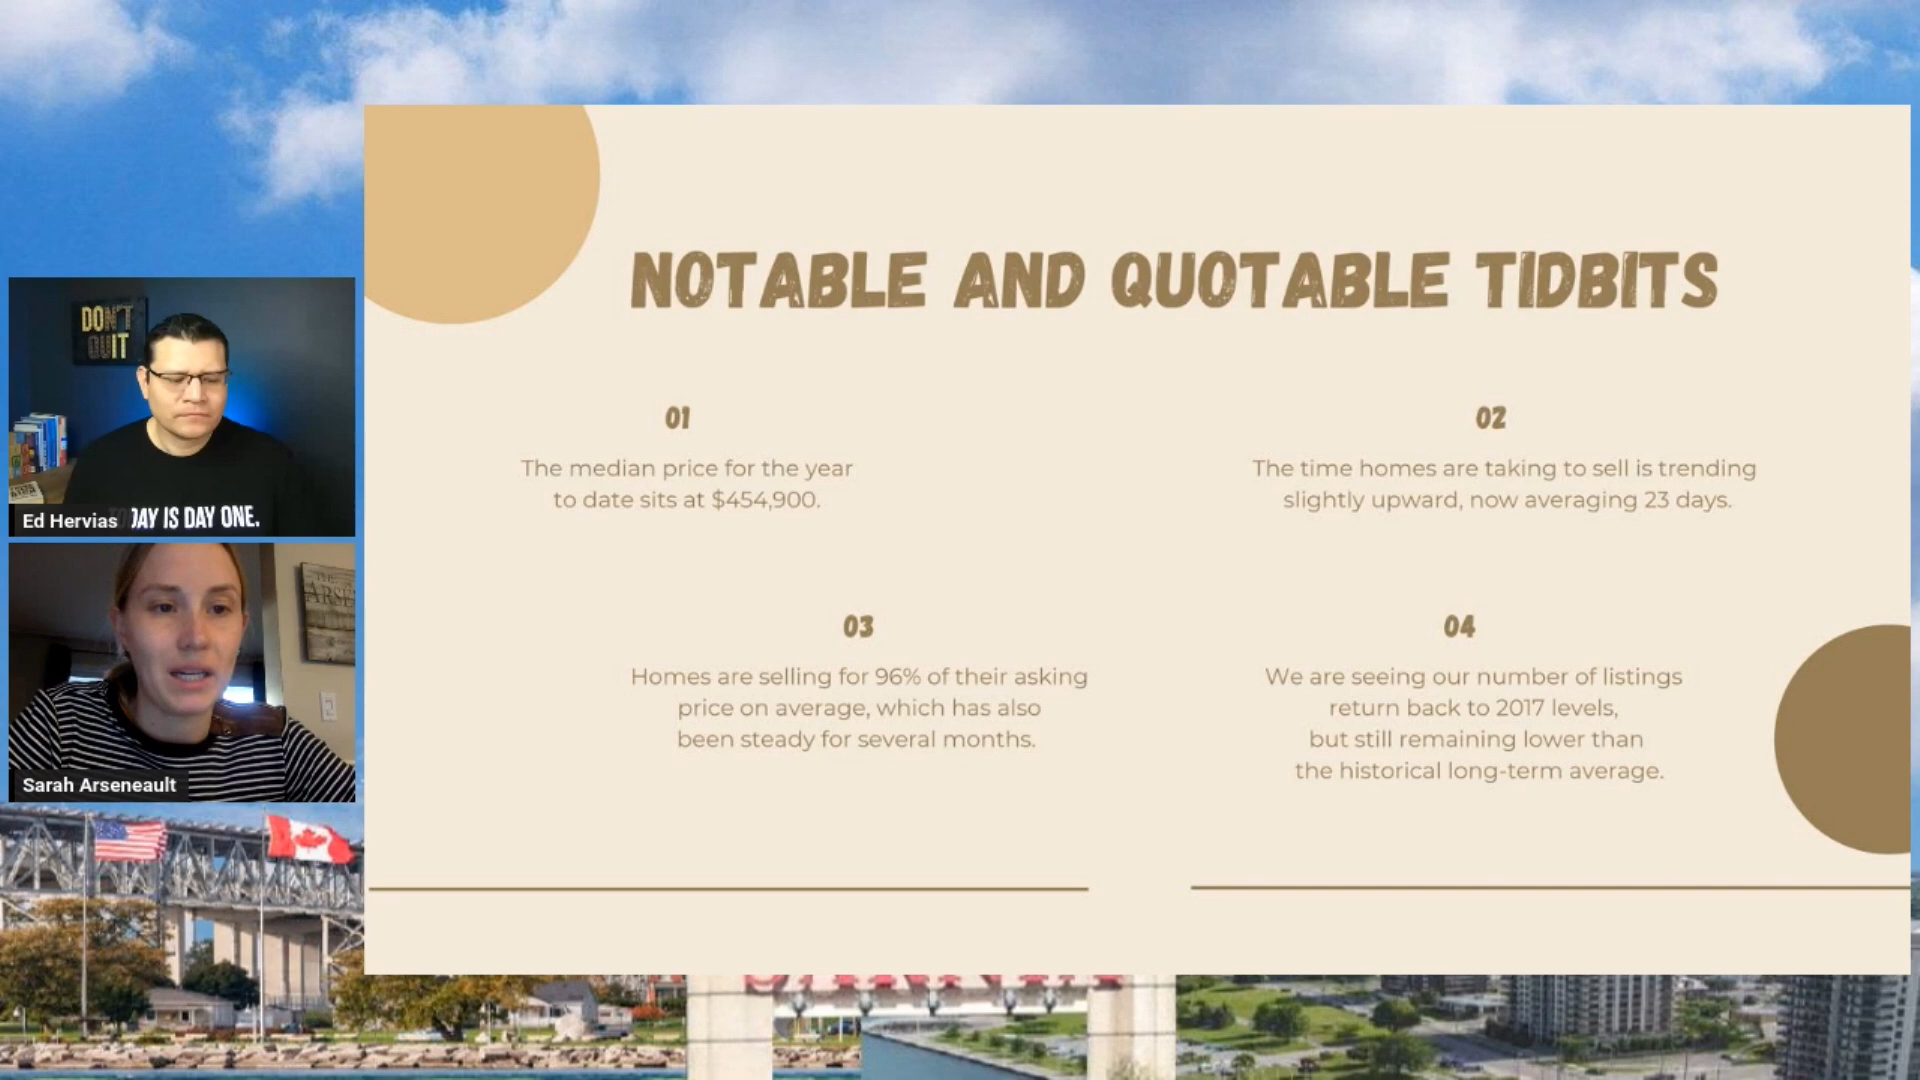 NOTABLE AND QUOTABLE TIDBITS
01
The median price for the year
to date sits at $454,900.
02
The time homes are taking to sell is trending
slightly upward, now averaging 23 days.
03
Homes are selling for 96% of their asking
price on average, which has also
been steady for several months.
04
We are seeing our number of listings
return back to 2017 levels,
but still remaining lower than
the historical long-term average.
DON'T
QUIT
DAY IS DAY ONE.
Ed Hervias
THE
ARSE
Sarah Arseneault